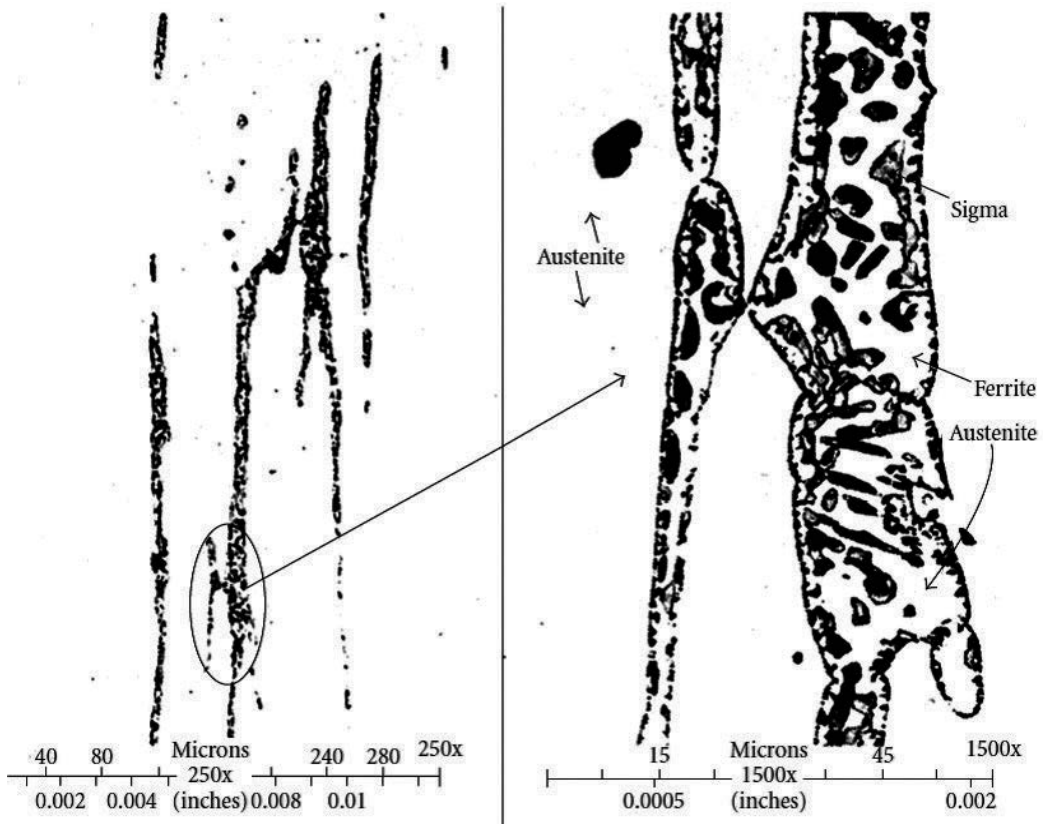 Austenite
Sigma
Ferrite
Austenite
40 80 Microns 240 280 250x
250x
0.002 0.004 (inches) 0.008 0.01
15 Microns 45 1500x
1500x
0.0005 (inches) 0.002